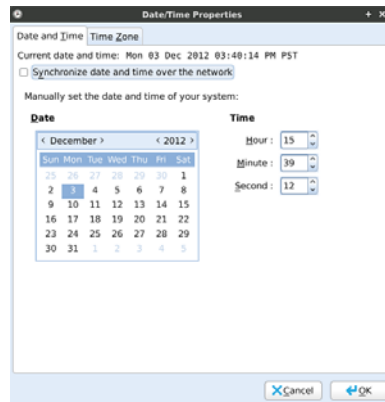 Date/Time Properties
Date and Time Time Zone
Current date and time: Mon 03 Dec 2012 03:40:14 PM PST
Synchronize date and time over the network
Manually set the date and time of your system:
Date Time
< December > < 2012 > Hour : 15
Sun Mon Tue Wed Thu Fri Sat
25 26 27 28 29 30 1 Minute : 39
2 3 4 5 6 7 8 Second : 12
9 10 11 12 13 14 15
16 17 18 19 20 21 22
23 24 25 26 27 28 29
30 31 1 2 3 4 5
Cancel OK